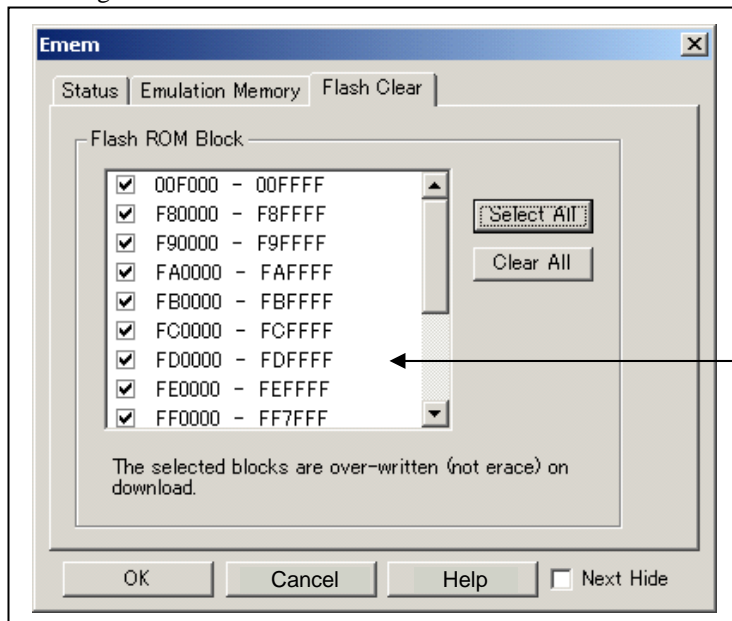 Emem
Status Emulation Memory Flash Clear
Flash ROM Block
00F000 - 00FFFF
F80000 - F8FFFF
F90000 - F9FFFF
FA0000 - FAFFFF
FB0000 - FBFFFF
FC0000 - FCFFFF
FD0000 - FDFFFF
FE0000 - FEFFFF
FF0000 - FF7FFF
Select All
Clear All
The selected blocks are over-written (not erace) on
download.
OK Cancel Help Next Hide